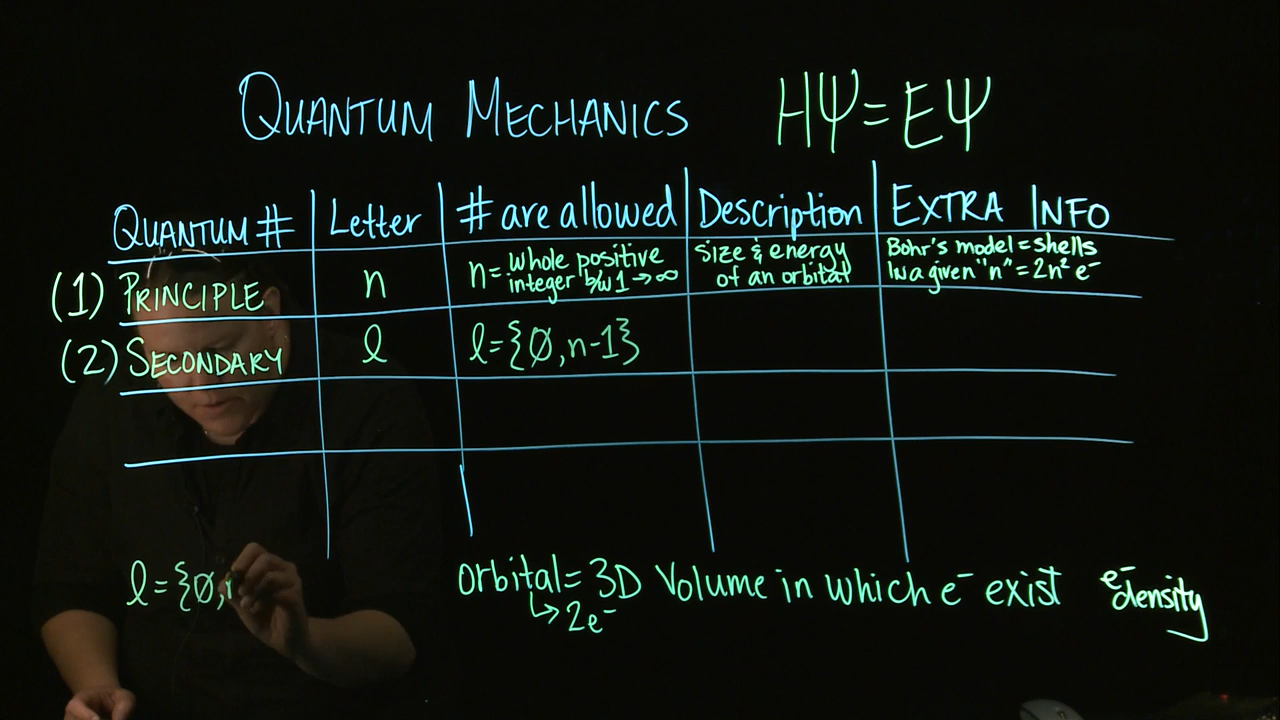 QUANTUM MECHANICS HΨ=EΨ
QUANTUM # Letter # are allowed Description EXTRA INFO
(1) PRINCIPLE n n= whole positive integer b/w 1→∞ Size & energy of an orbital Bohr's model = shells In a given "n" = 2n² e⁻
(2) SECONDARY l l={Ø,n-1}
l={Ø,
orbital= 3D Volume in which e⁻ exist e⁻ density
↳ 2e⁻